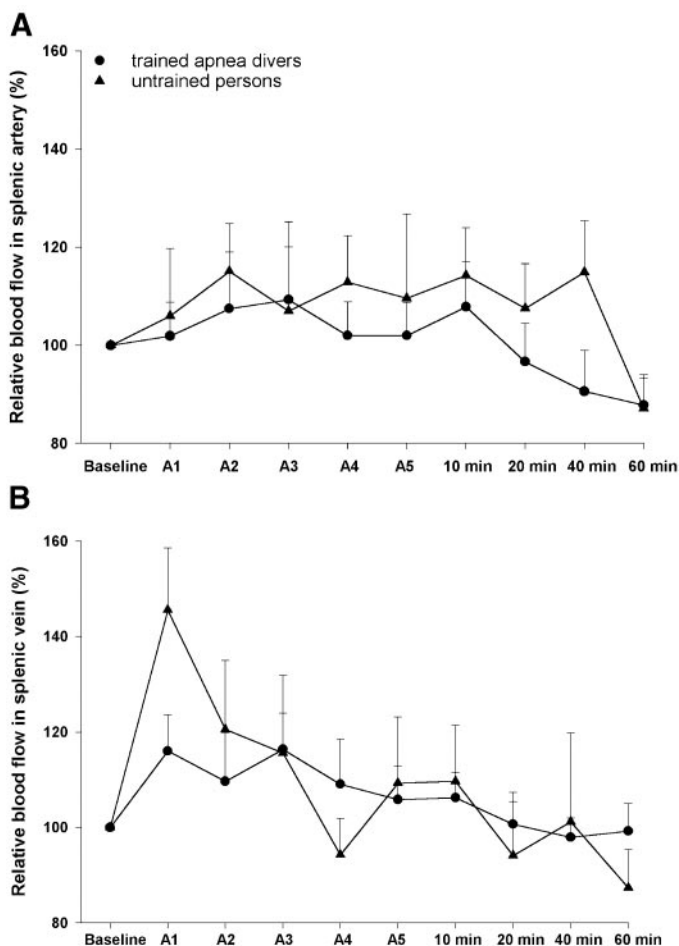 A
160
trained apnea divers
untrained persons
140
120
100
80
Relative blood flow in splenic artery (%)
Baseline A1 A2 A3 A4 A5 10 min 20 min 40 min 60 min
B
160
140
120
100
80
Relative blood flow in splenic vein (%)
Baseline A1 A2 A3 A4 A5 10 min 20 min 40 min 60 min